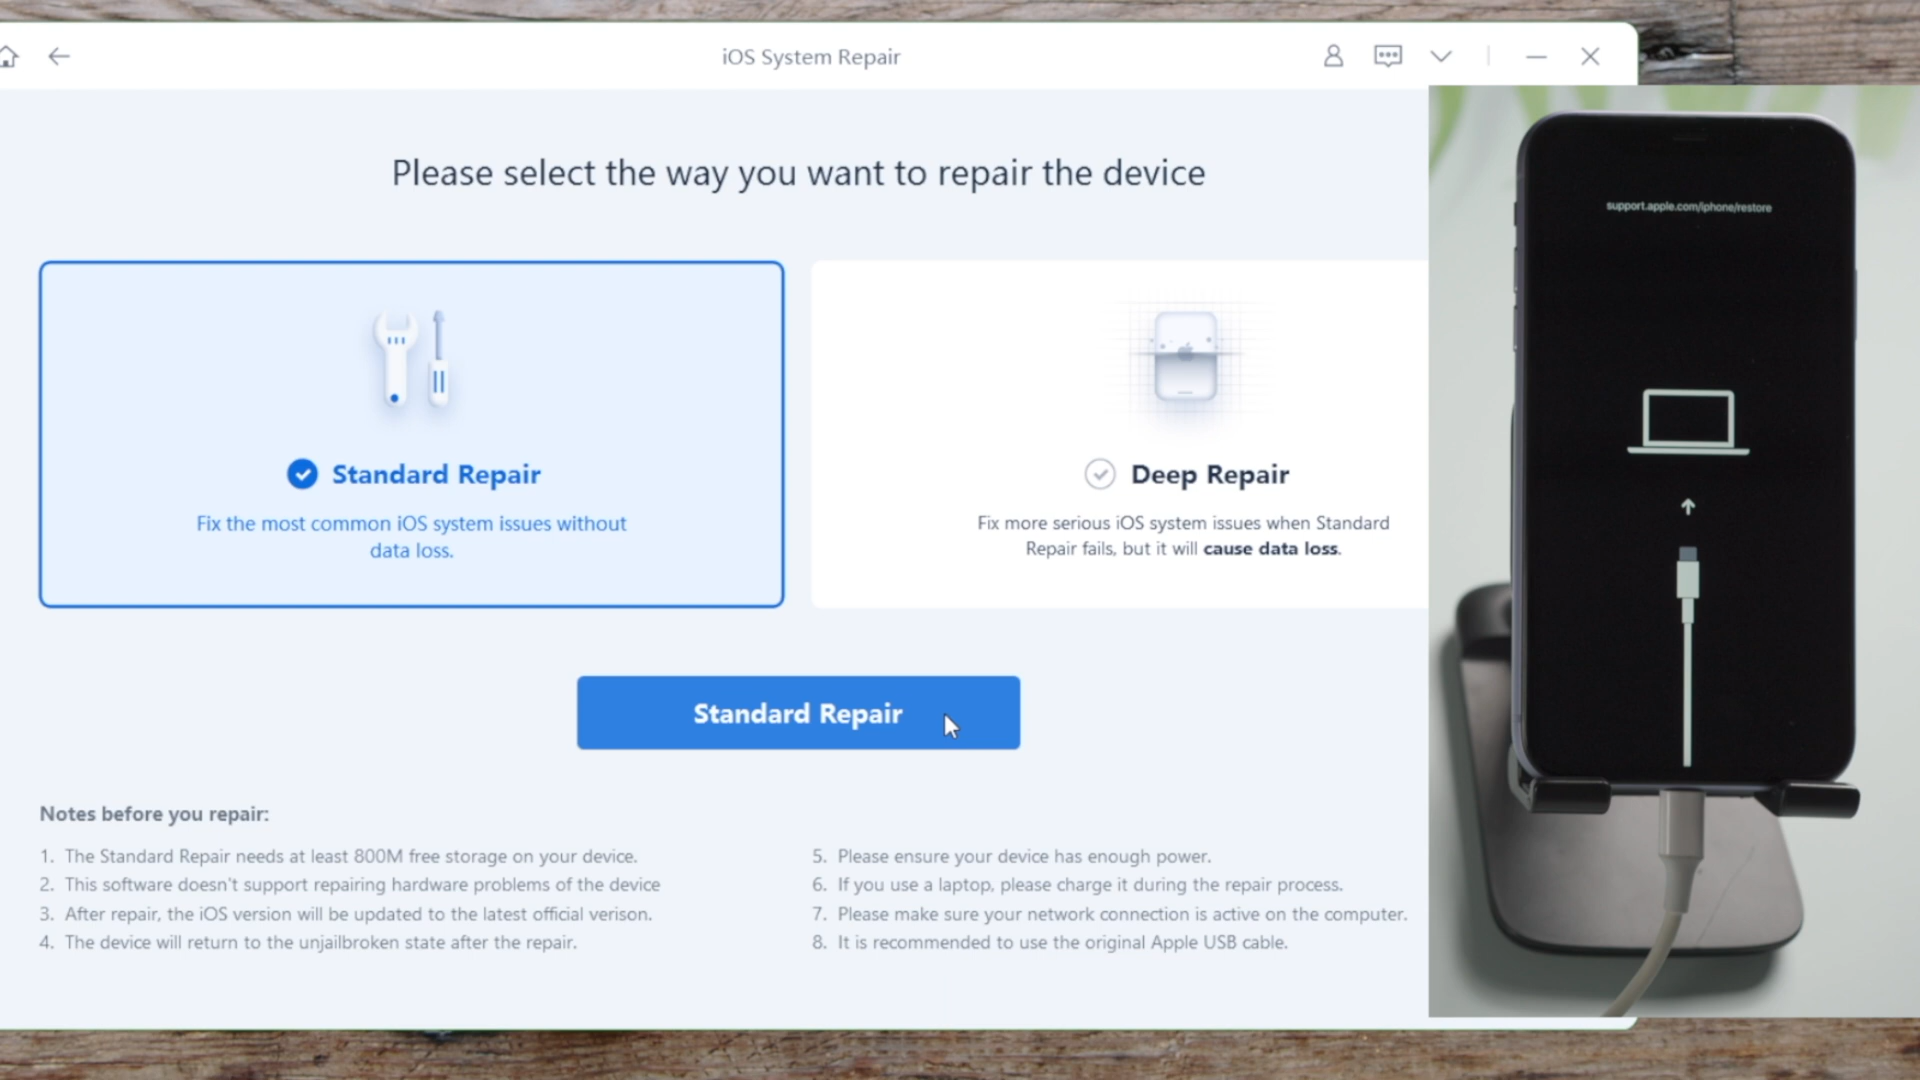 iOS System Repair
Please select the way you want to repair the device
support.apple.com/iphone/restore
Standard Repair
Fix the most common iOS system issues without
data loss.
Deep Repair
Fix more serious iOS system issues when Standard
Repair fails, but it will cause data loss.
Standard Repair
Notes before you repair:
1. The Standard Repair needs at least 800M free storage on your device.
2. This software doesn't support repairing hardware problems of the device
3. After repair, the iOS version will be updated to the latest official verison.
4. The device will return to the unjailbroken state after the repair.
5. Please ensure your device has enough power.
6. If you use a laptop, please charge it during the repair process.
7. Please make sure your network connection is active on the computer.
8. It is recommended to use the original Apple USB cable.